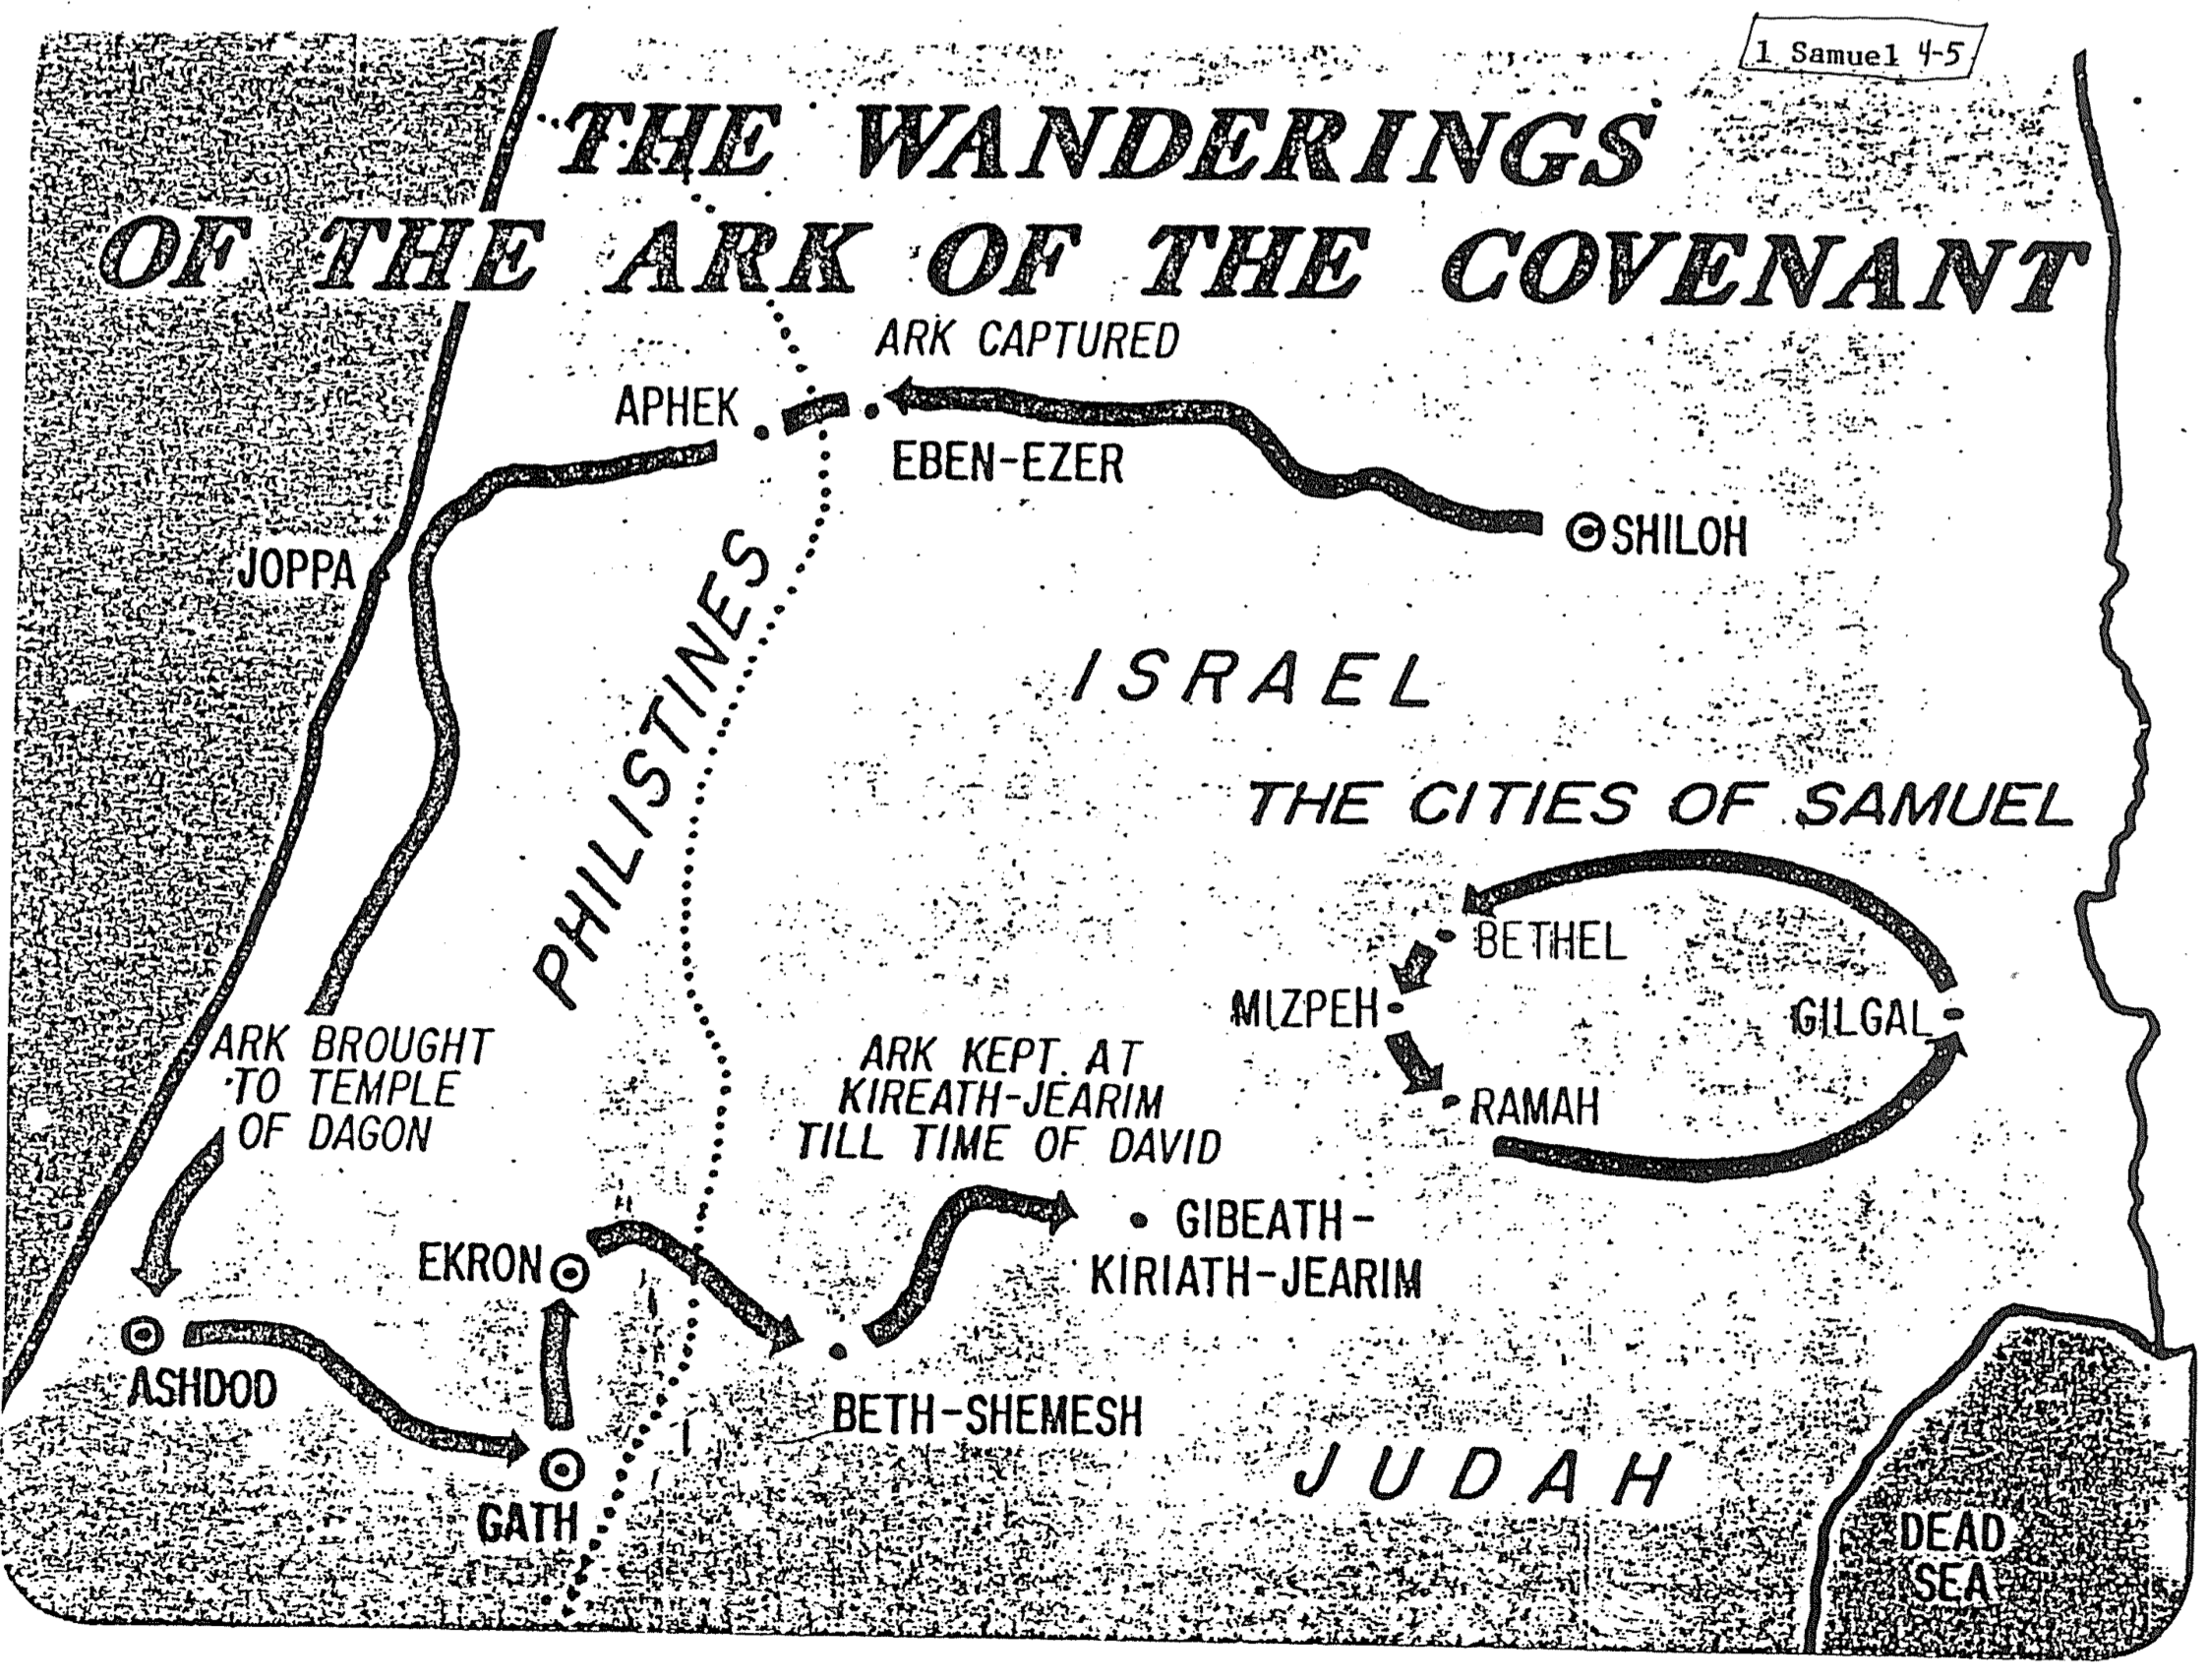 1 Samuel 4-5
THE WANDERINGS
OF THE ARK OF THE COVENANT
ARK CAPTURED
APHEK
EBEN-EZER
SHILOH
JOPPA
PHILISTINES
ISRAEL
THE CITIES OF SAMUEL
BETHEL
MIZPEH
GILGAL
RAMAH
ARK BROUGHT
TO TEMPLE
OF DAGON
ARK KEPT AT
KIREATH-JEARIM
TILL TIME OF DAVID
GIBEATH-
KIRIATH-JEARIM
EKRON
ASHDOD
BETH-SHEMESH
GATH
JUDAH
DEAD
SEA